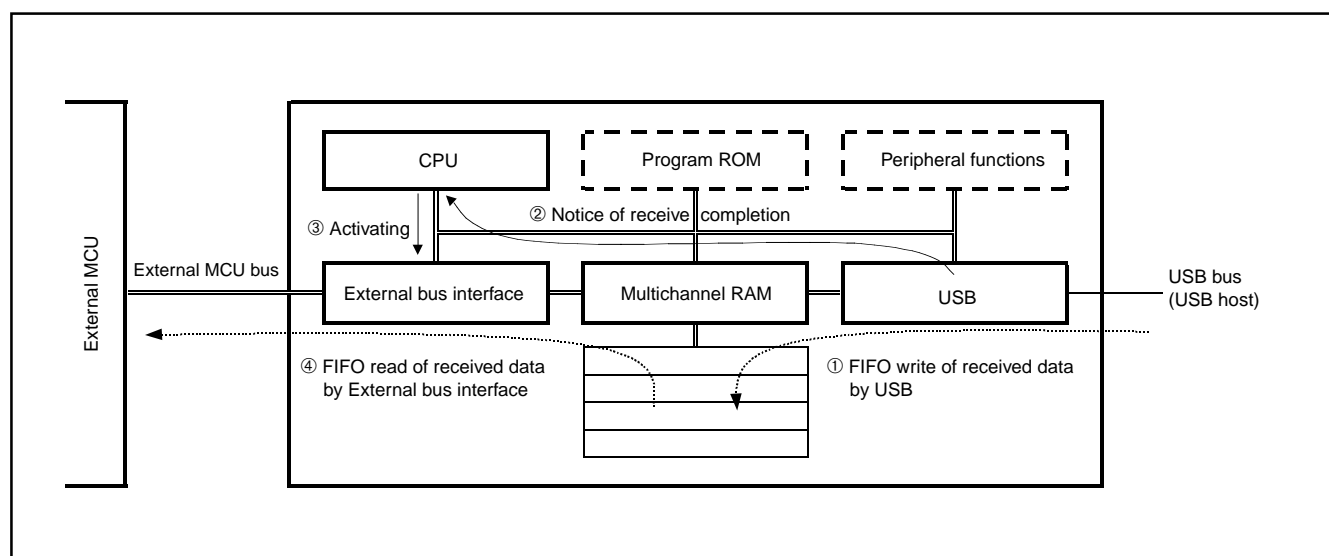 CPU
Program ROM
Peripheral functions
② Notice of receive completion
③ Activating
External MCU
External MCU bus
External bus interface
Multichannel RAM
USB
USB bus
(USB host)
④ FIFO read of received data
by External bus interface
① FIFO write of received data
by USB